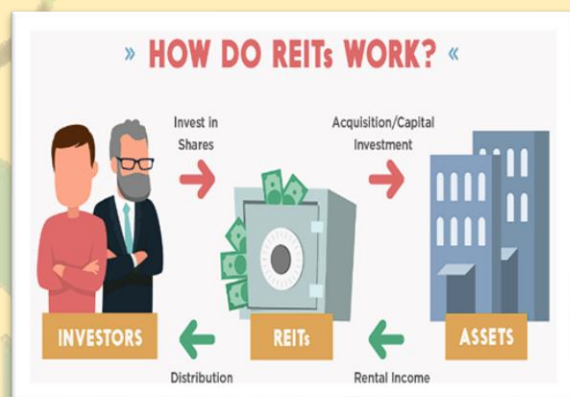 » HOW DO REITs WORK? «
Invest in
Shares
Acquisition/Capital
Investment
INVESTORS
REITs
ASSETS
Distribution
Rental Income